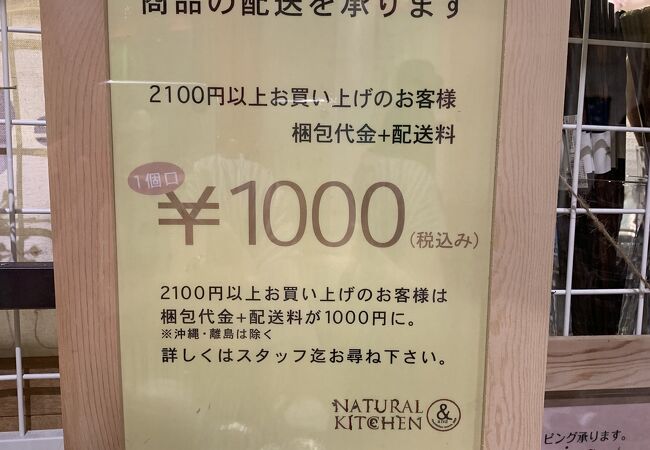 商品の配送を承ります
2100円以上お買い上げのお客様
梱包代金+配送料
1個口
¥1000(税込み)
2100円以上お買い上げのお客様は
梱包代金+配送料が1000円に。
※沖縄・離島は除く
詳しくはスタッフ迄お尋ね下さい。
NATURAL
KITCHEN &
and
ピング承ります。